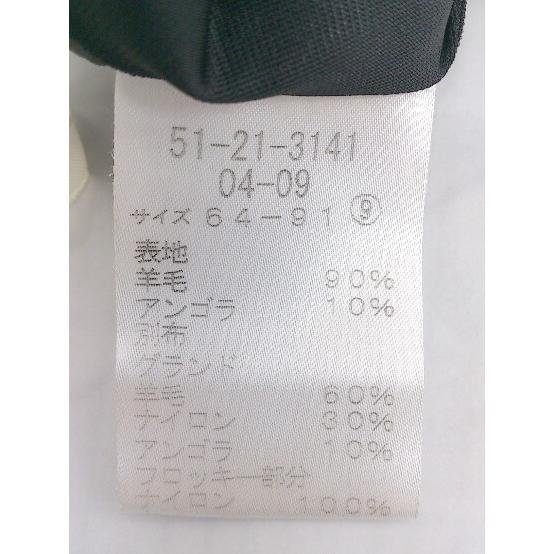 51-21-3141
04-09
サイズ 64-91 ⑨
表地
羊毛 90%
アンゴラ 10%
別布
グランド
羊毛 60%
ナイロン 30%
アンゴラ 10%
フロッキー部分
ナイロン 100%